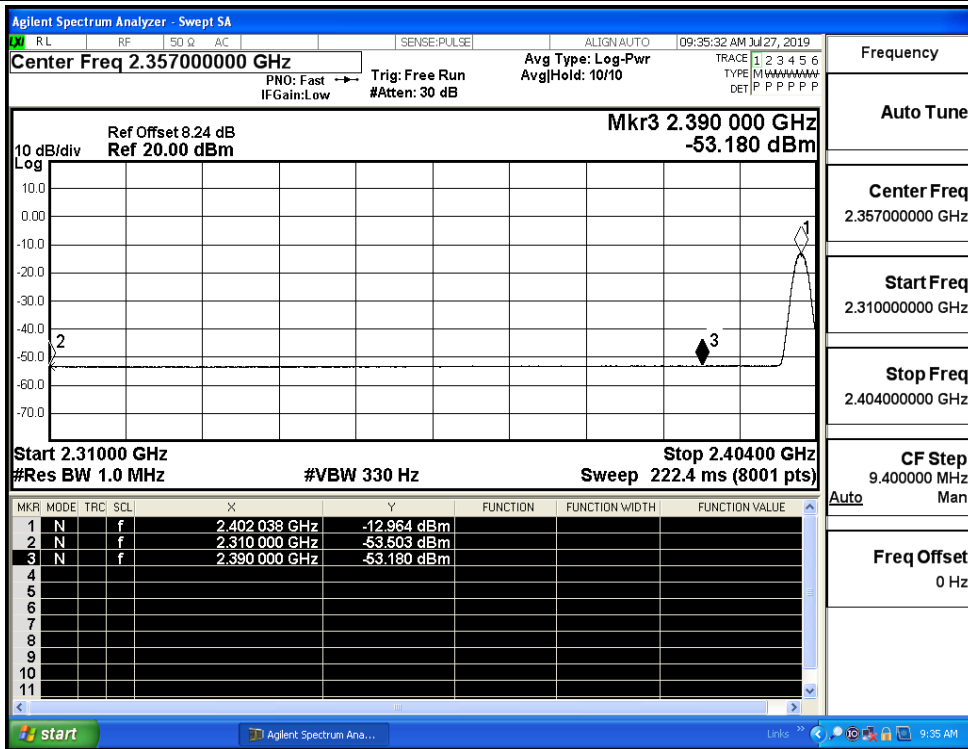 Agilent Spectrum Analyzer - Swept SA
LXI RL RF 50 Ω AC SENSE:PULSE ALIGN AUTO 09:35:32 AM Jul 27, 2019
Center Freq 2.357000000 GHz
PNO: Fast
IFGain:Low
Trig: Free Run
#Atten: 30 dB
Avg Type: Log-Pwr
Avg|Hold: 10/10
TRACE 1 2 3 4 5 6
TYPE M W W W W W
DET P P P P P P
Ref Offset 8.24 dB
10 dB/div Ref 20.00 dBm
Log
Mkr3 2.390 000 GHz
-53.180 dBm
10.0
0.00
-10.0
-20.0
-30.0
-40.0
-50.0
-60.0
-70.0
1
2
3
Start 2.31000 GHz Stop 2.40400 GHz
#Res BW 1.0 MHz #VBW 330 Hz Sweep 222.4 ms (8001 pts)
MKR MODE TRC SCL X Y FUNCTION FUNCTION WIDTH FUNCTION VALUE
1 N f 2.402 038 GHz -12.964 dBm
2 N f 2.310 000 GHz -53.503 dBm
3 N f 2.390 000 GHz -53.180 dBm
4
5
6
7
8
9
10
11
Frequency
Auto Tune
Center Freq
2.357000000 GHz
Start Freq
2.310000000 GHz
Stop Freq
2.404000000 GHz
CF Step
9.400000 MHz
Auto Man
Freq Offset
0 Hz
start Agilent Spectrum Ana... Links » 9:35 AM